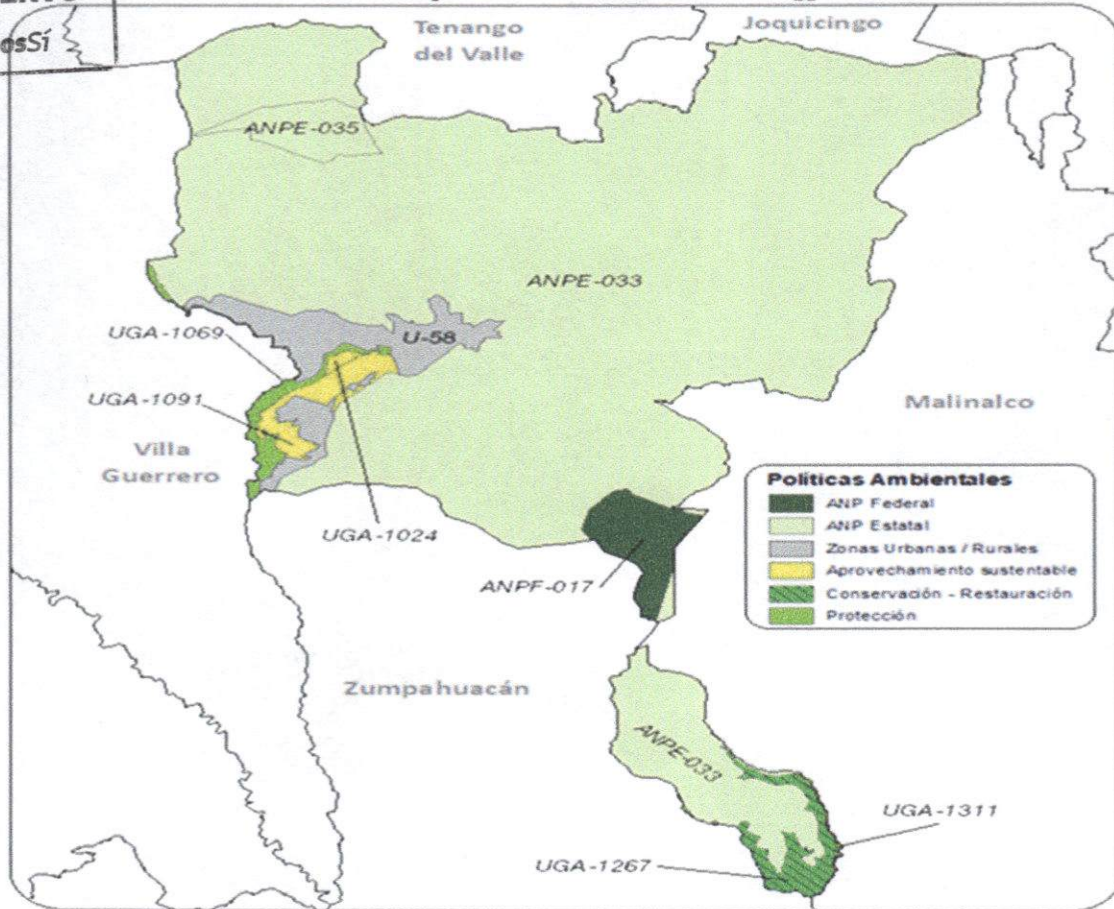 osSí
Tenango
del Valle
Joquicingo
ANPE-035
ANPE-033
UGA-1069
U-58
UGA-1091
Malinalco
Villa
Guerrero
UGA-1024
ANPF-017
Políticas Ambientales
ANP Federal
ANP Estatal
Zonas Urbanas / Rurales
Aprovechamiento sustentable
Conservación - Restauración
Protección
Zumpahuacán
ANPE-033
UGA-1311
UGA-1267